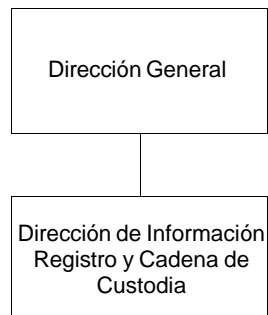 Dirección General
Dirección de Información
Registro y Cadena de
Custodia